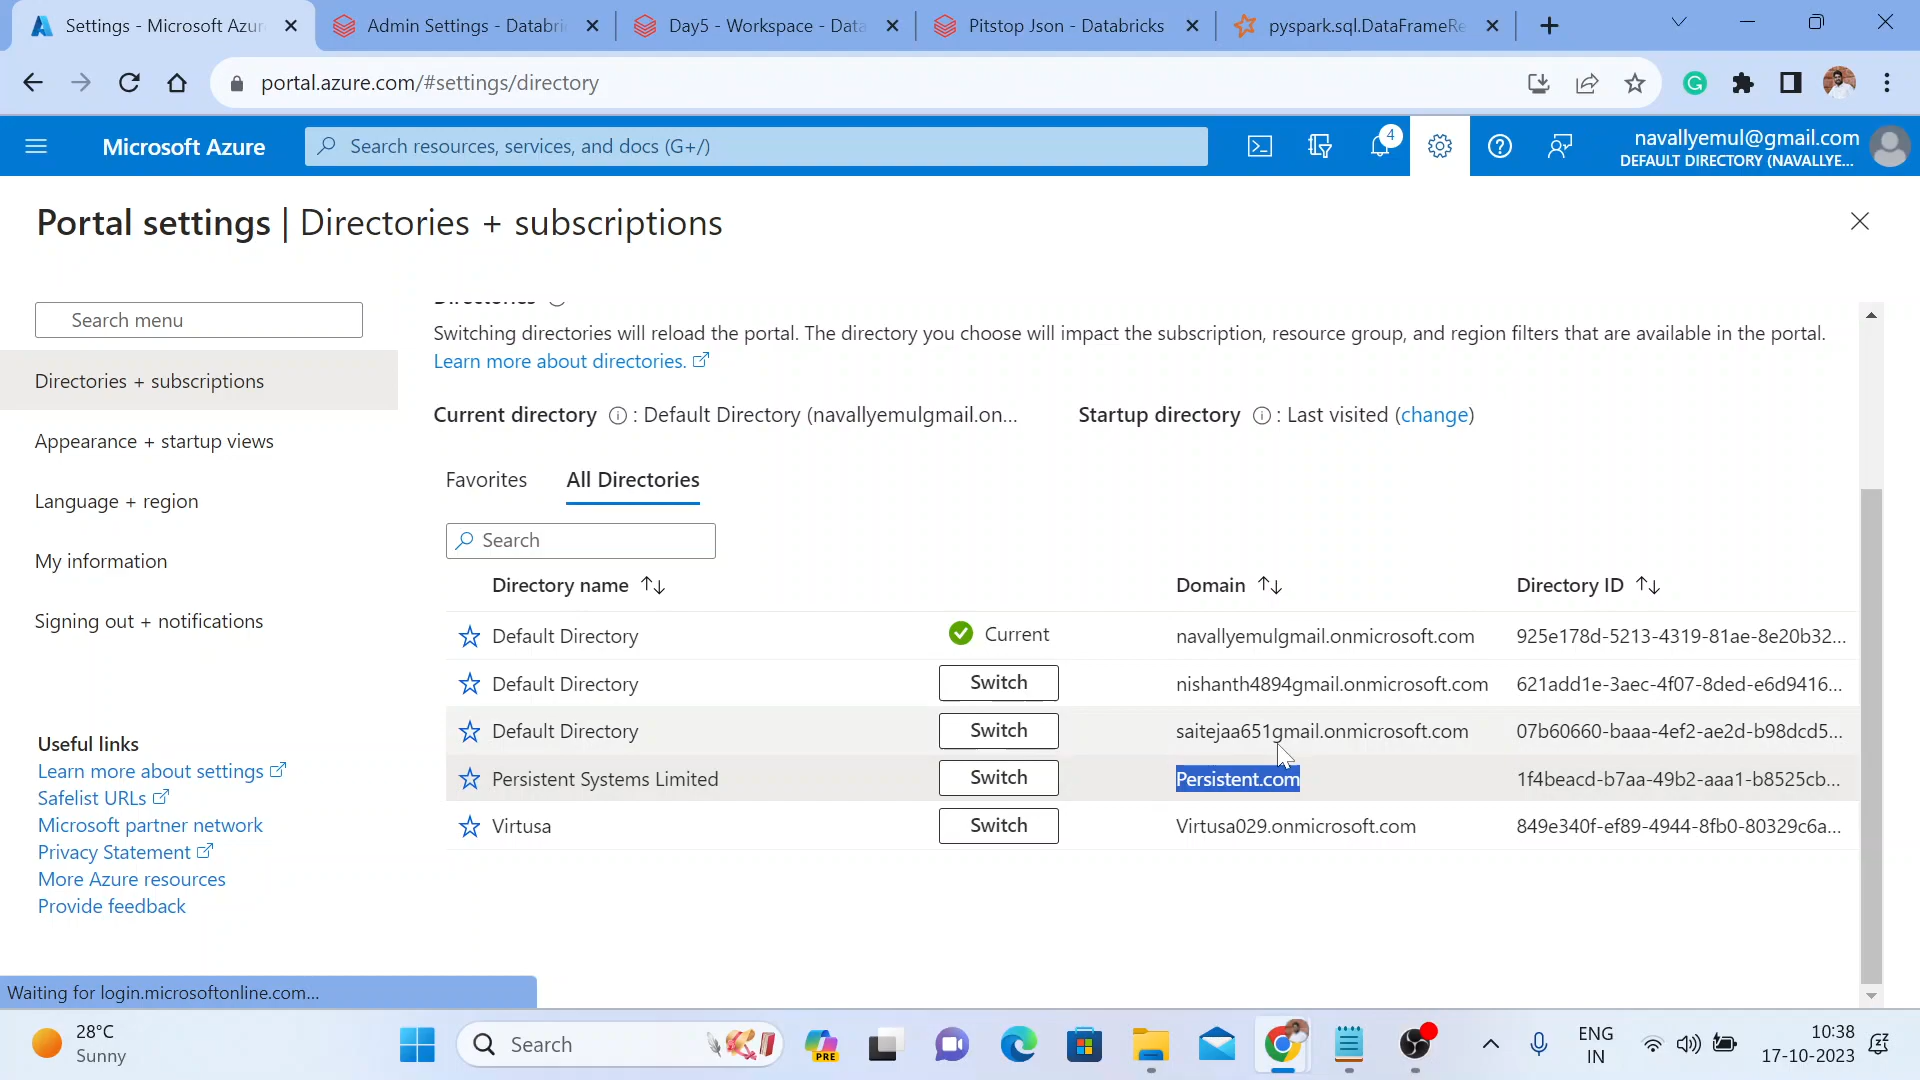 Settings - Microsoft Azur
Admin Settings - Databri
Day5 - Workspace - Data
Pitstop Json - Databricks
pyspark.sql.DataFrameRe
portal.azure.com/#settings/directory
Microsoft Azure
Search resources, services, and docs (G+/)
4
navallyemul@gmail.com
DEFAULT DIRECTORY (NAVALLYE...
Portal settings | Directories + subscriptions
Search menu
Directories + subscriptions
Appearance + startup views
Language + region
My information
Signing out + notifications
Useful links
Learn more about settings
Safelist URLs
Microsoft partner network
Privacy Statement
More Azure resources
Provide feedback
Directories
Switching directories will reload the portal. The directory you choose will impact the subscription, resource group, and region filters that are available in the portal.
Learn more about directories.
Current directory : Default Directory (navallyemulgmail.on...
Startup directory : Last visited (change)
Favorites All Directories
Search
Directory name Domain Directory ID
Default Directory Current navallyemulgmail.onmicrosoft.com 925e178d-5213-4319-81ae-8e20b32...
Default Directory Switch nishanth4894gmail.onmicrosoft.com 621add1e-3aec-4f07-8ded-e6d9416...
Default Directory Switch saitejaa651gmail.onmicrosoft.com 07b60660-baaa-4ef2-ae2d-b98dcd5...
Persistent Systems Limited Switch Persistent.com 1f4beacd-b7aa-49b2-aaa1-b8525cb...
Virtusa Switch Virtusa029.onmicrosoft.com 849e340f-ef89-4944-8fb0-80329c6a...
Waiting for login.microsoftonline.com...
28°C
Sunny
Search
PRE
ENG
IN
10:38
17-10-2023